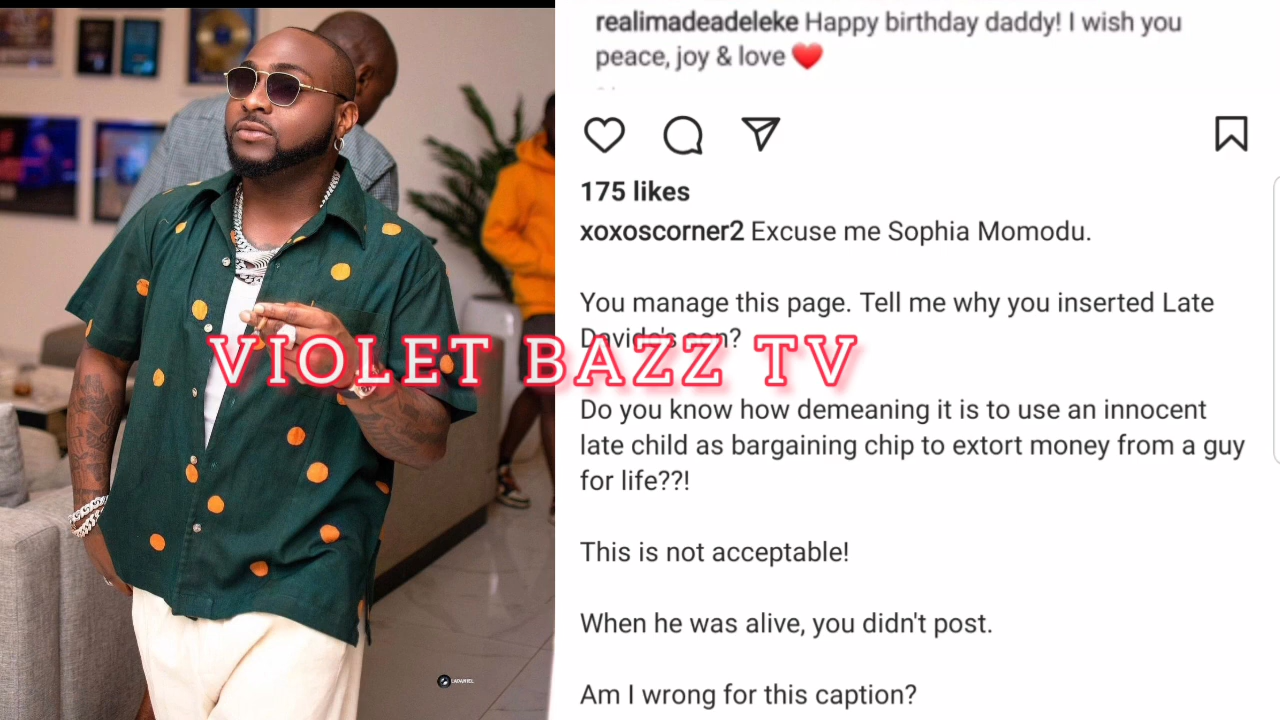 realimadeadeleke Happy birthday daddy! I wish you
peace, joy & love ❤️
175 likes
xoxoscorner2 Excuse me Sophia Momodu.
You manage this page. Tell me why you inserted Late
Davido's son?
VIOLET BAZZ TV
Do you know how demeaning it is to use an innocent
late child as bargaining chip to extort money from a guy
for life??!
This is not acceptable!
When he was alive, you didn't post.
Am I wrong for this caption?